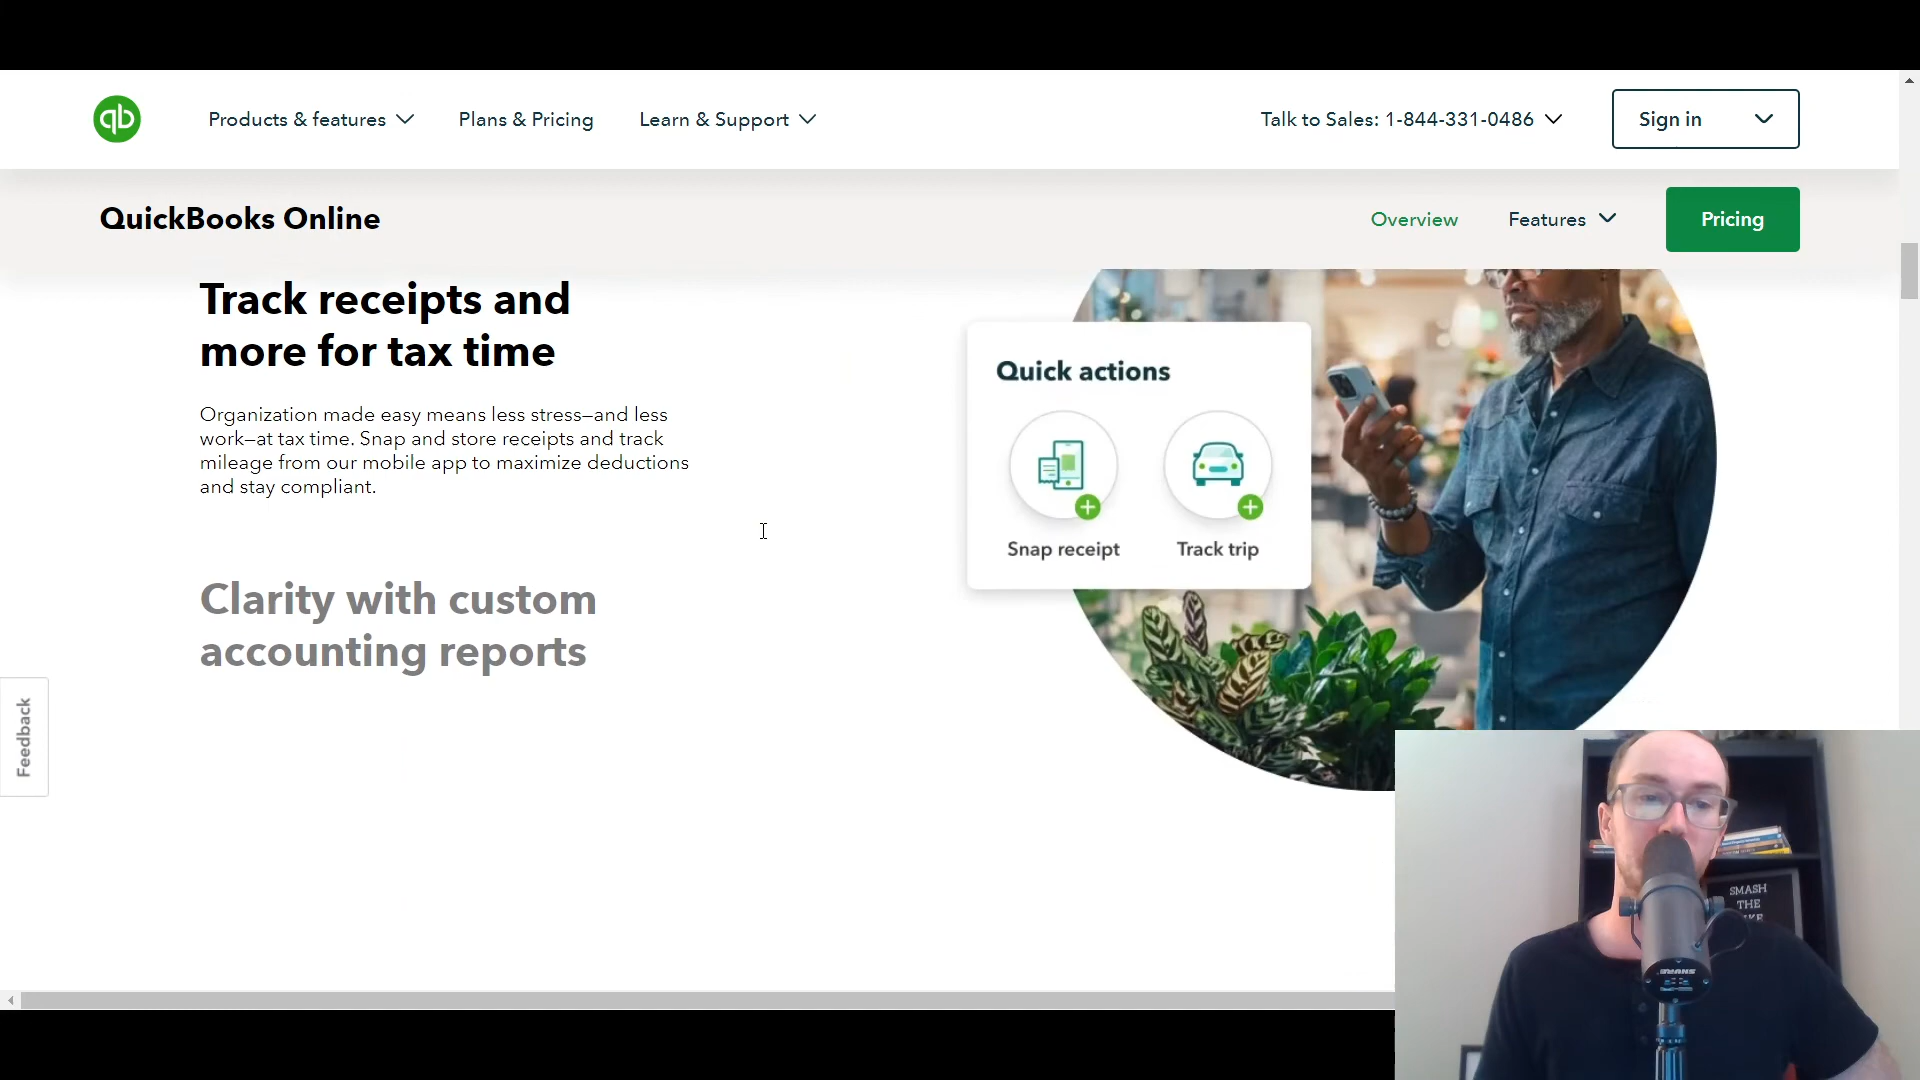 qb
Products & features
Plans & Pricing
Learn & Support
Talk to Sales: 1-844-331-0486
Sign in
QuickBooks Online
Overview
Features
Pricing
Track receipts and
more for tax time
Organization made easy means less stress—and less
work—at tax time. Snap and store receipts and track
mileage from our mobile app to maximize deductions
and stay compliant.
Quick actions
Snap receipt
Track trip
Clarity with custom
accounting reports
Feedback
SMASH
THE
SHURE